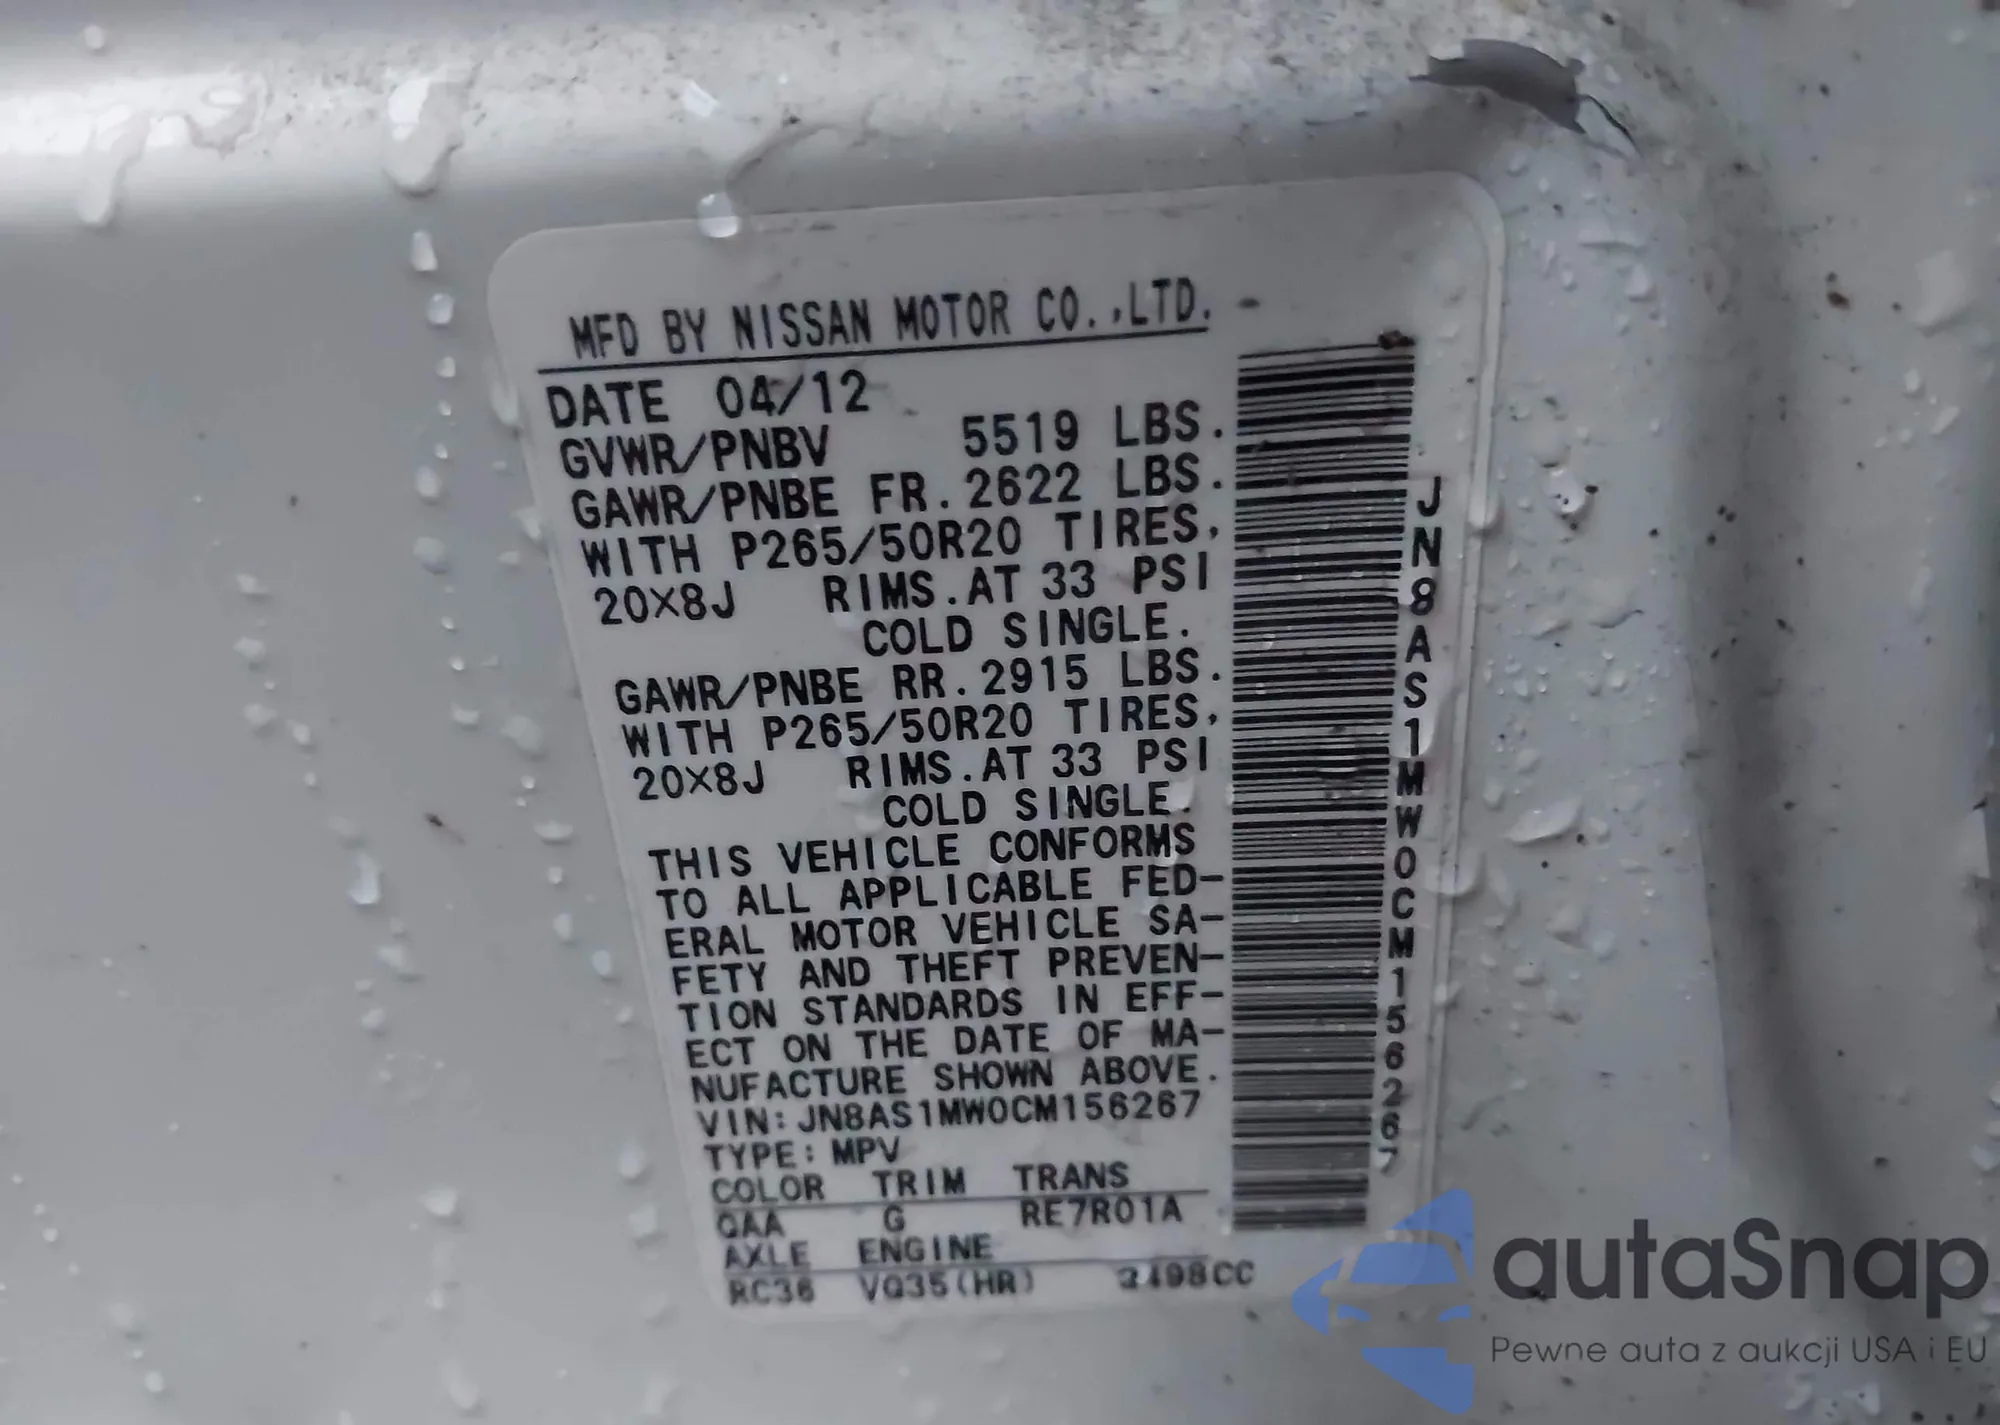 MFD BY NISSAN MOTOR CO.,LTD.
DATE 04/12
GVWR/PNBV 5519 LBS.
GAWR/PNBE FR.2622 LBS.
WITH P265/50R20 TIRES,
20X8J RIMS.AT 33 PSI
COLD SINGLE.
GAWR/PNBE RR.2915 LBS.
WITH P265/50R20 TIRES,
20X8J RIMS.AT 33 PSI
COLD SINGLE.
THIS VEHICLE CONFORMS
TO ALL APPLICABLE FED-
ERAL MOTOR VEHICLE SA-
FETY AND THEFT PREVEN-
TION STANDARDS IN EFF-
ECT ON THE DATE OF MA-
NUFACTURE SHOWN ABOVE.
VIN:JN8AS1MW0CM156267
TYPE:MPV
COLOR TRIM TRANS
QAA G RE7R01A
AXLE ENGINE
RC36 VQ35(HR) 3498CC
JN8AS1MW0CM156267
autaSnap
Pewne auta z aukcji USA i EU